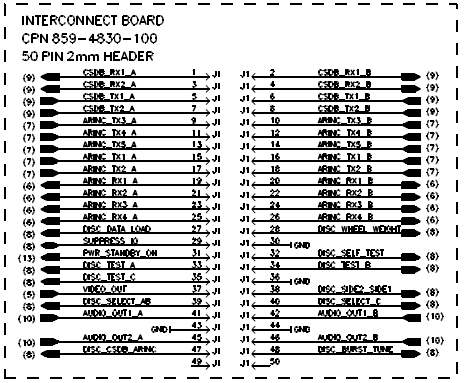 INTERCONNECT BOARD
CPN 859-4830-100
50 PIN 2mm HEADER
(9) CSDB_RX1_A 1 J1 J1 2 CSDB_RX1_B (9)
(9) CSDB_RX2_A 3 J1 J1 4 CSDB_RX2_B (9)
(9) CSDB_TX1_A 5 J1 J1 6 CSDB_TX1_B (9)
(9) CSDB_TX2_A 7 J1 J1 8 CSDB_TX2_B (9)
(7) ARINC_TX3_A 9 J1 J1 10 ARINC_TX3_B (7)
(7) ARINC_TX4_A 11 J1 J1 12 ARINC_TX4_B (7)
(7) ARINC_TX5_A 13 J1 J1 14 ARINC_TX5_B (7)
(7) ARINC_TX1_A 15 J1 J1 16 ARINC_TX1_B (7)
(7) ARINC_TX2_A 17 J1 J1 18 ARINC_TX2_B (7)
(6) ARINC_RX1_A 19 J1 J1 20 ARINC_RX1_B (6)
(6) ARINC_RX2_A 21 J1 J1 22 ARINC_RX2_B (6)
(6) ARINC_RX3_A 23 J1 J1 24 ARINC_RX3_B (6)
(6) ARINC_RX4_A 25 J1 J1 26 ARINC_RX4_B (6)
(8) DISC_DATA_LOAD 27 J1 J1 28 DISC_WHEEL_WEIGHT (8)
(8) SUPPRESS_IO 29 J1 J1 30 GND
(13) PWR_STANDBY_ON 31 J1 J1 32 DISC_SELF_TEST (8)
(8) DISC_TEST_A 33 J1 J1 34 DISC_TEST_B (8)
(8) DISC_TEST_C 35 J1 J1 36 GND
(5) VIDEO_OUT 37 J1 J1 38 DISC_SIDE2_SIDE1 (8)
(8) DISC_SELECT_AB 39 J1 J1 40 DISC_SELECT_C (8)
(10) AUDIO_OUT1_A 41 J1 J1 42 AUDIO_OUT1_B (10)
GND 43 J1 J1 44 GND
(10) AUDIO_OUT2_A 45 J1 J1 46 AUDIO_OUT2_B (10)
(8) DISC_CSDB_ARINC 47 J1 J1 48 DISC_BURST_TUNE (8)
49 J1 J1 50